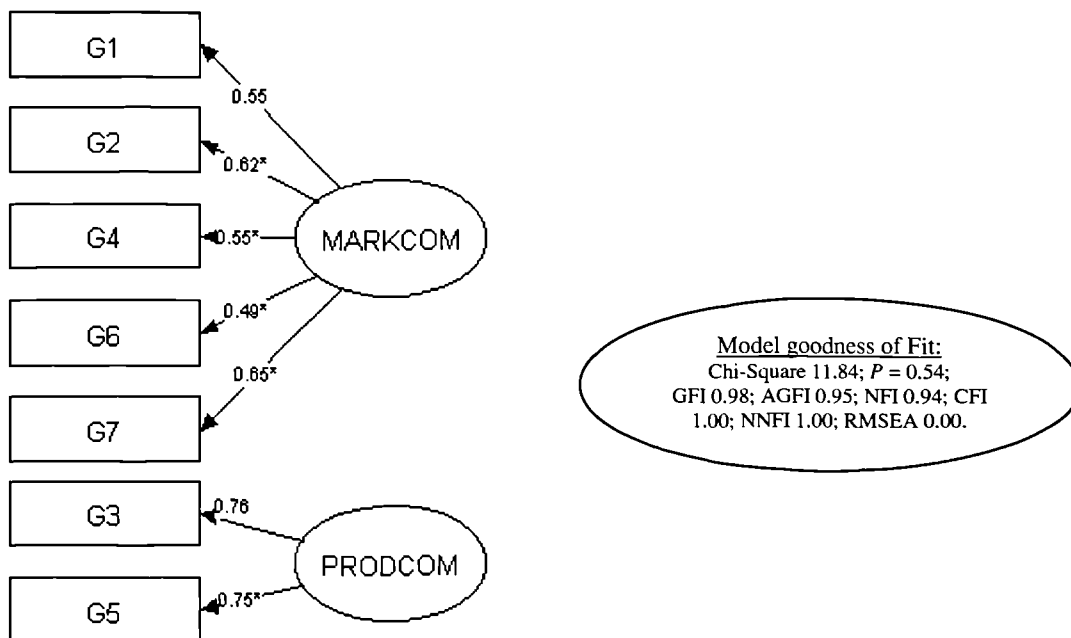 G1
0.55
G2
0.62*
G4
0.55*
MARKCOM
G6
0.49*
G7
0.65*
Model goodness of Fit:
Chi-Square 11.84; P = 0.54;
GFI 0.98; AGFI 0.95; NFI 0.94; CFI
1.00; NNFI 1.00; RMSEA 0.00.
G3
0.76
PRODCOM
G5
0.75*